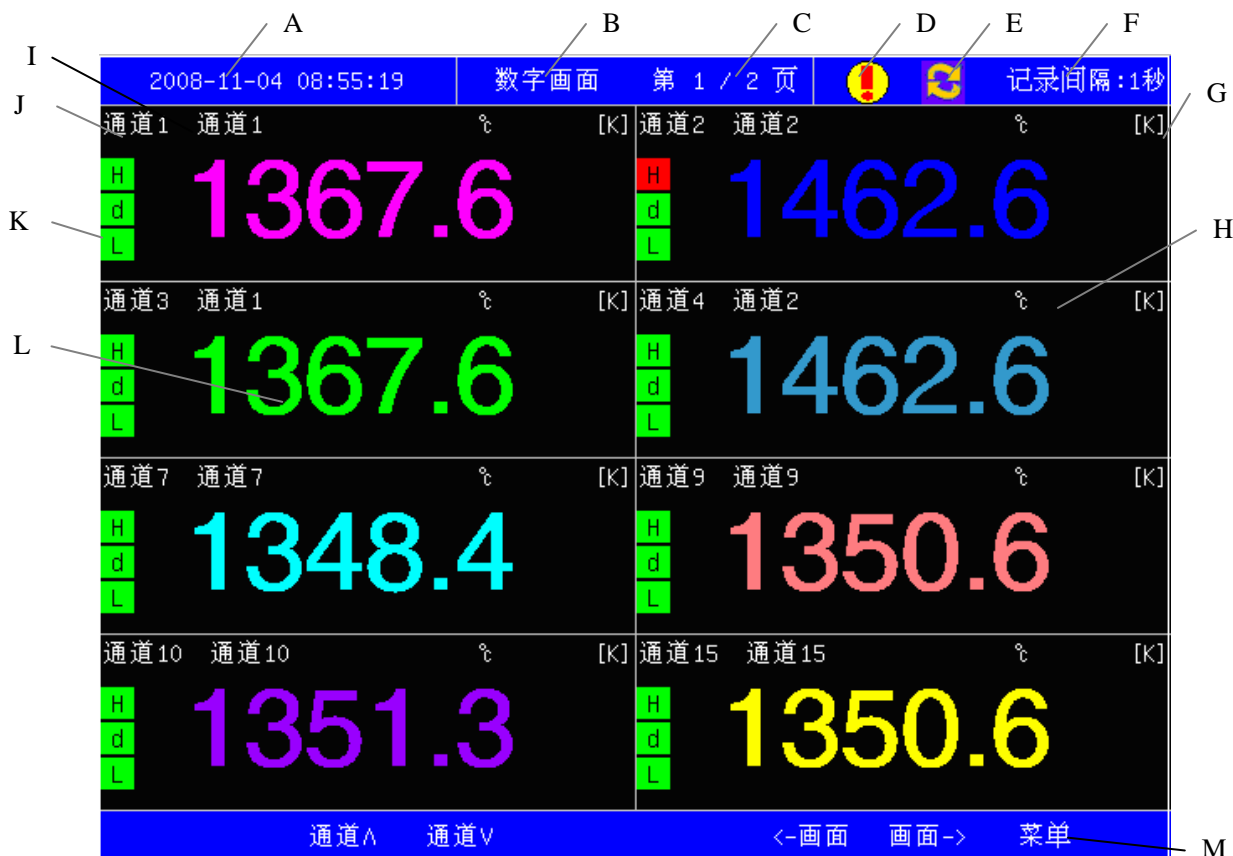 A B C D E F
I
2008-11-04 08:55:19 数字画面 第 1 / 2 页 ! 记录间隔:1秒
J
G
通道1 通道1 ℃ [K] 通道2 通道2 ℃ [K]
H 1367.6 H 1462.6
d d
K L L
H
通道3 通道1 ℃ [K] 通道4 通道2 ℃ [K]
L
H 1367.6 H 1462.6
d d
L L
通道7 通道7 ℃ [K] 通道9 通道9 ℃ [K]
H 1348.4 H 1350.6
d d
L L
通道10 通道10 ℃ [K] 通道15 通道15 ℃ [K]
H 1351.3 H 1350.6
d d
L L
通道∧ 通道∨ <-画面 画面-> 菜单
M